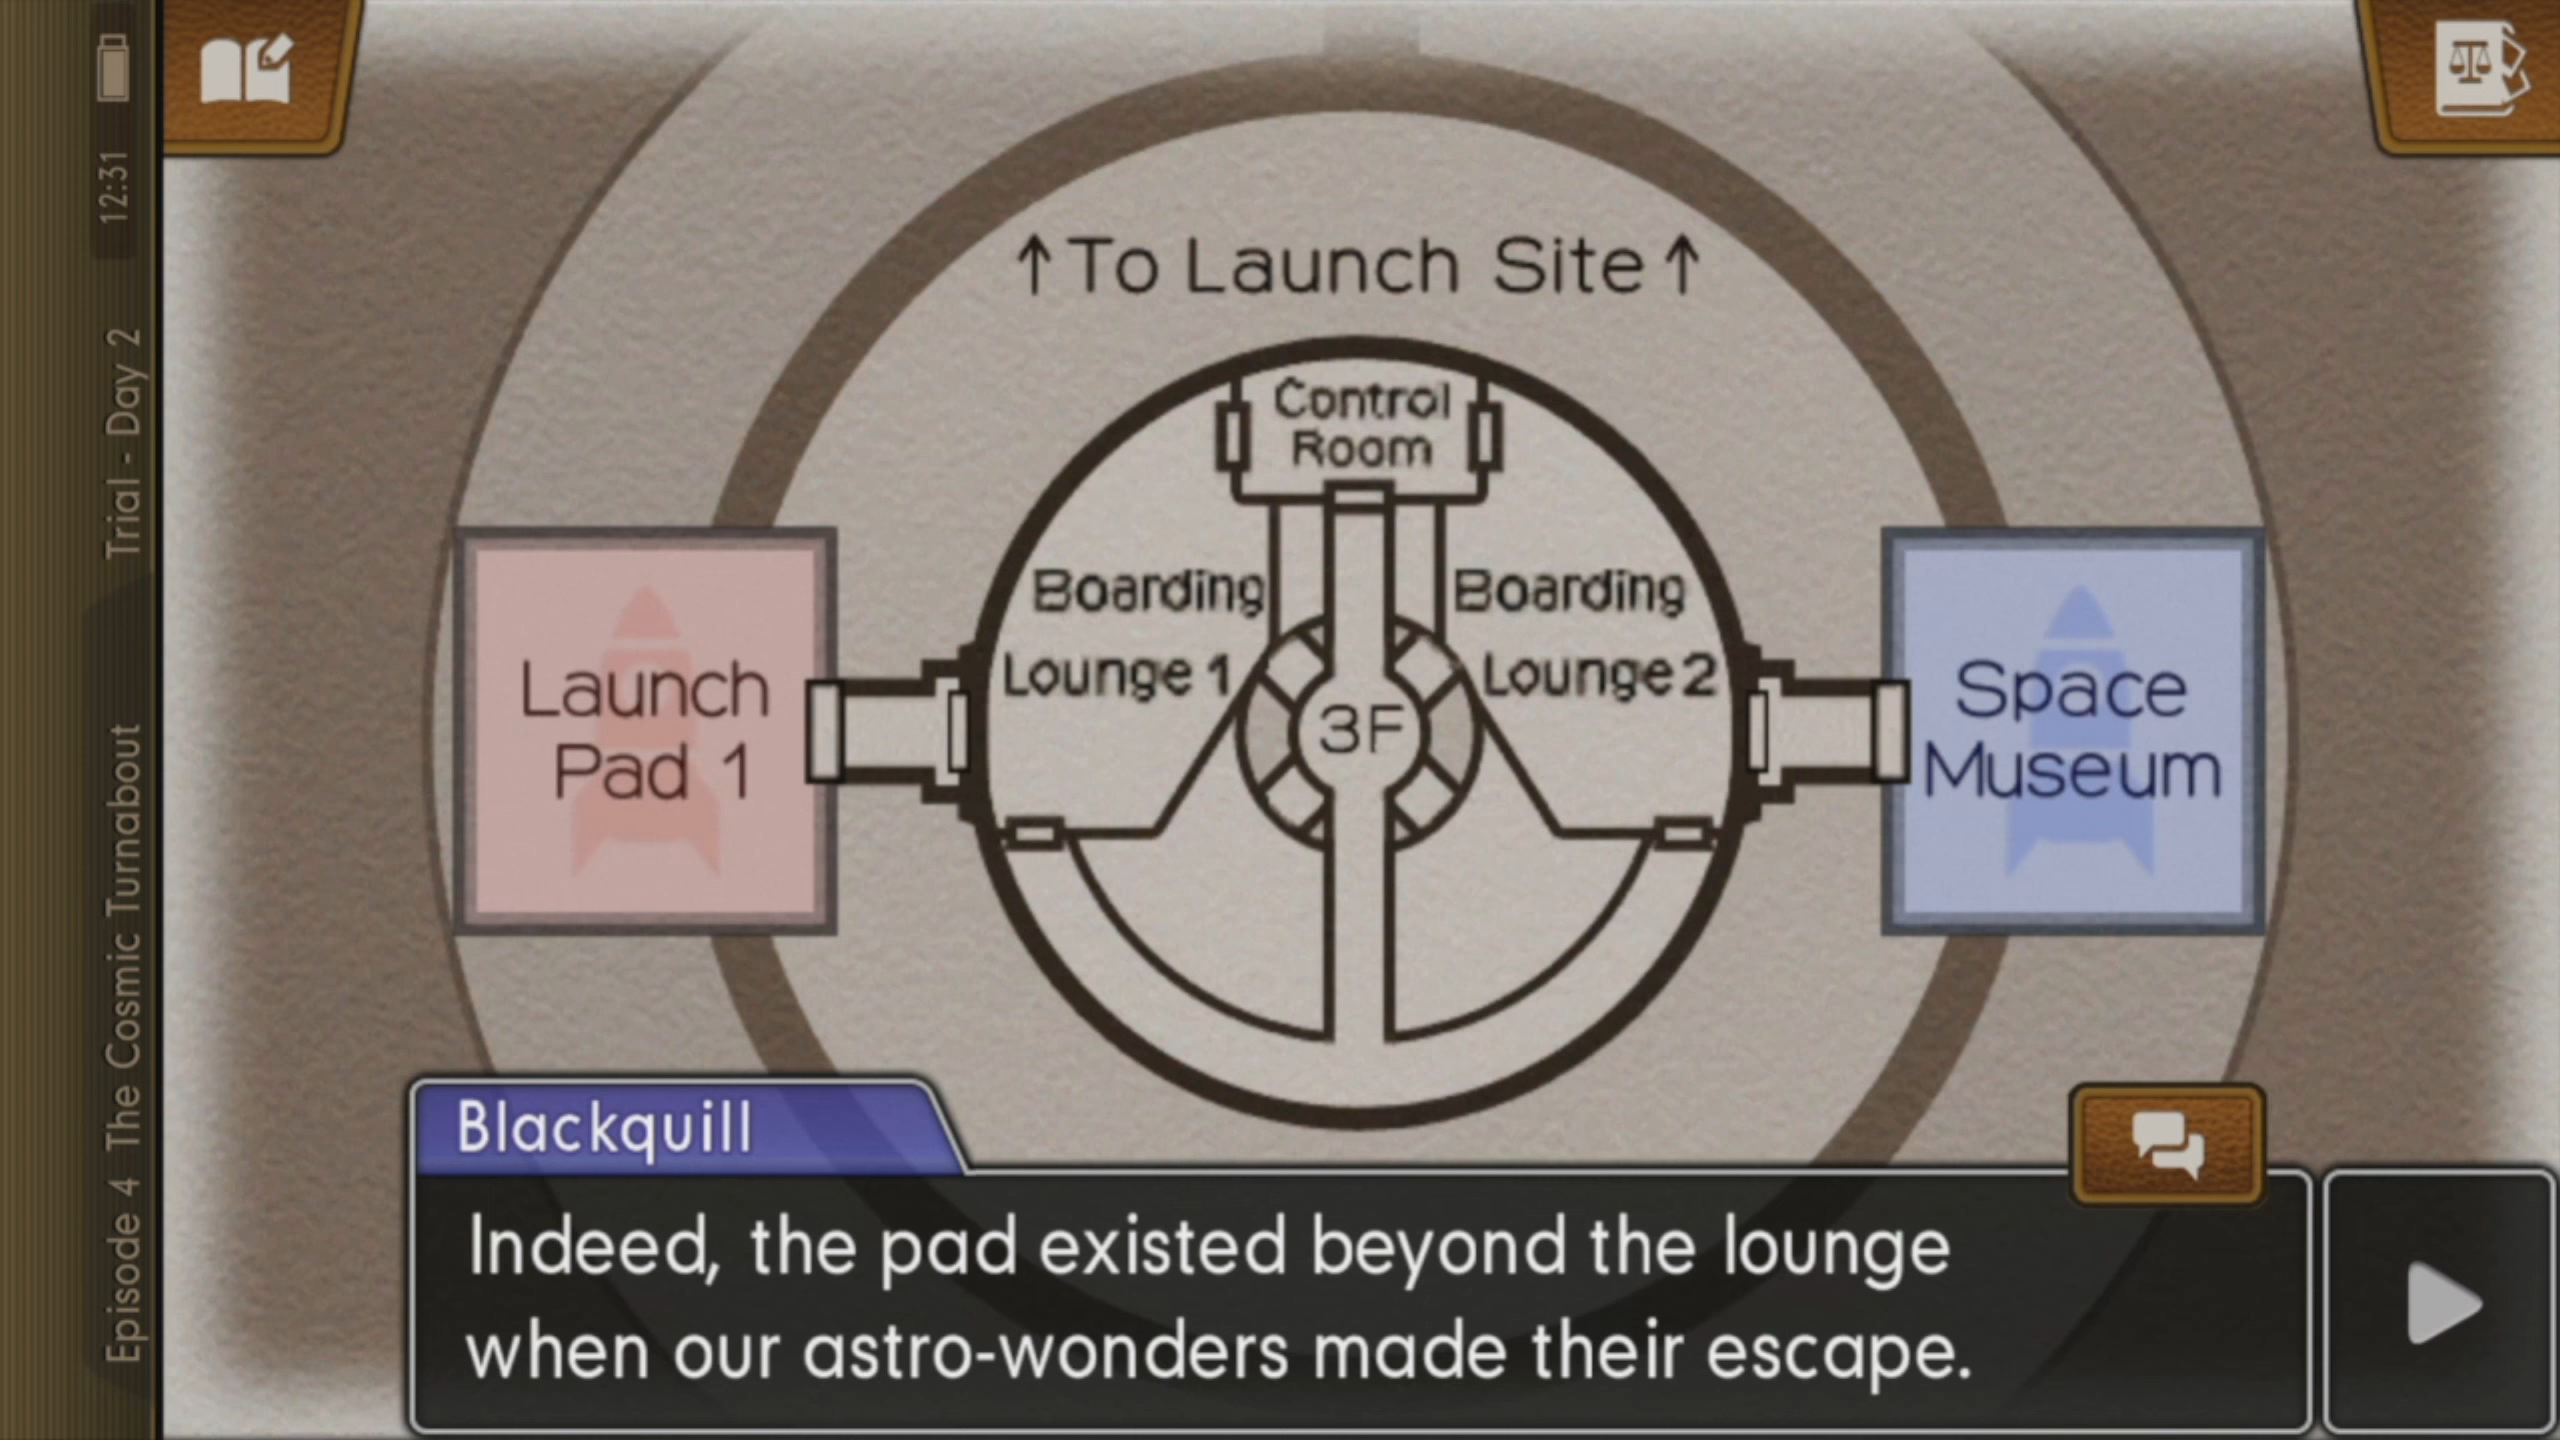 12:31
Episode 4 The Cosmic Turnabout Trial - Day 2
↑To Launch Site↑
Control
Room
Boarding
Lounge 1
Boarding
Lounge 2
3F
Launch
Pad 1
Space
Museum
Blackquill
Indeed, the pad existed beyond the lounge
when our astro-wonders made their escape.